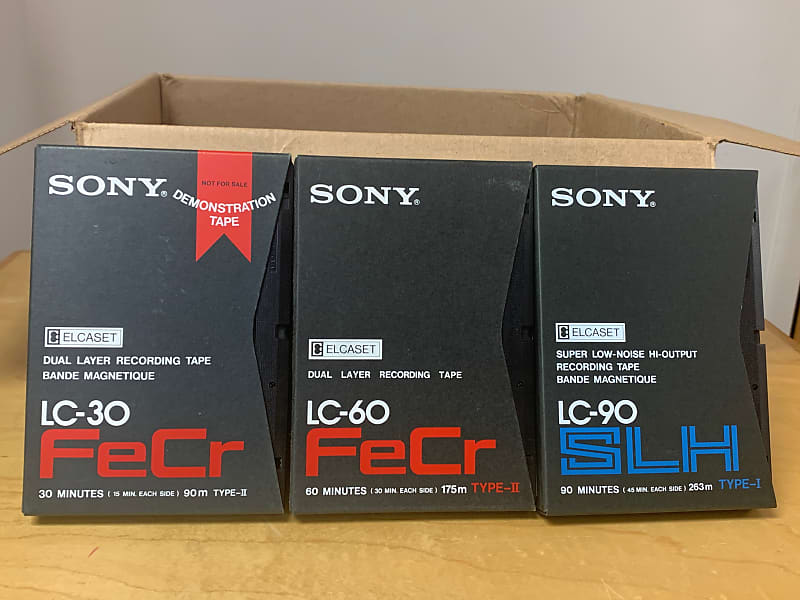 SONY®
NOT FOR SALE
DEMONSTRATION
TAPE
ELCASET
DUAL LAYER RECORDING TAPE
BANDE MAGNETIQUE
LC-30
FeCr
30 MINUTES ( 15 MIN. EACH SIDE ) 90m TYPE-II
SONY®
ELCASET
DUAL LAYER RECORDING TAPE
LC-60
FeCr
60 MINUTES ( 30 MIN. EACH SIDE ) 175m TYPE-II
SONY®
ELCASET
SUPER LOW-NOISE HI-OUTPUT
RECORDING TAPE
BANDE MAGNETIQUE
LC-90
SLH
90 MINUTES ( 45 MIN. EACH SIDE ) 263m TYPE-I